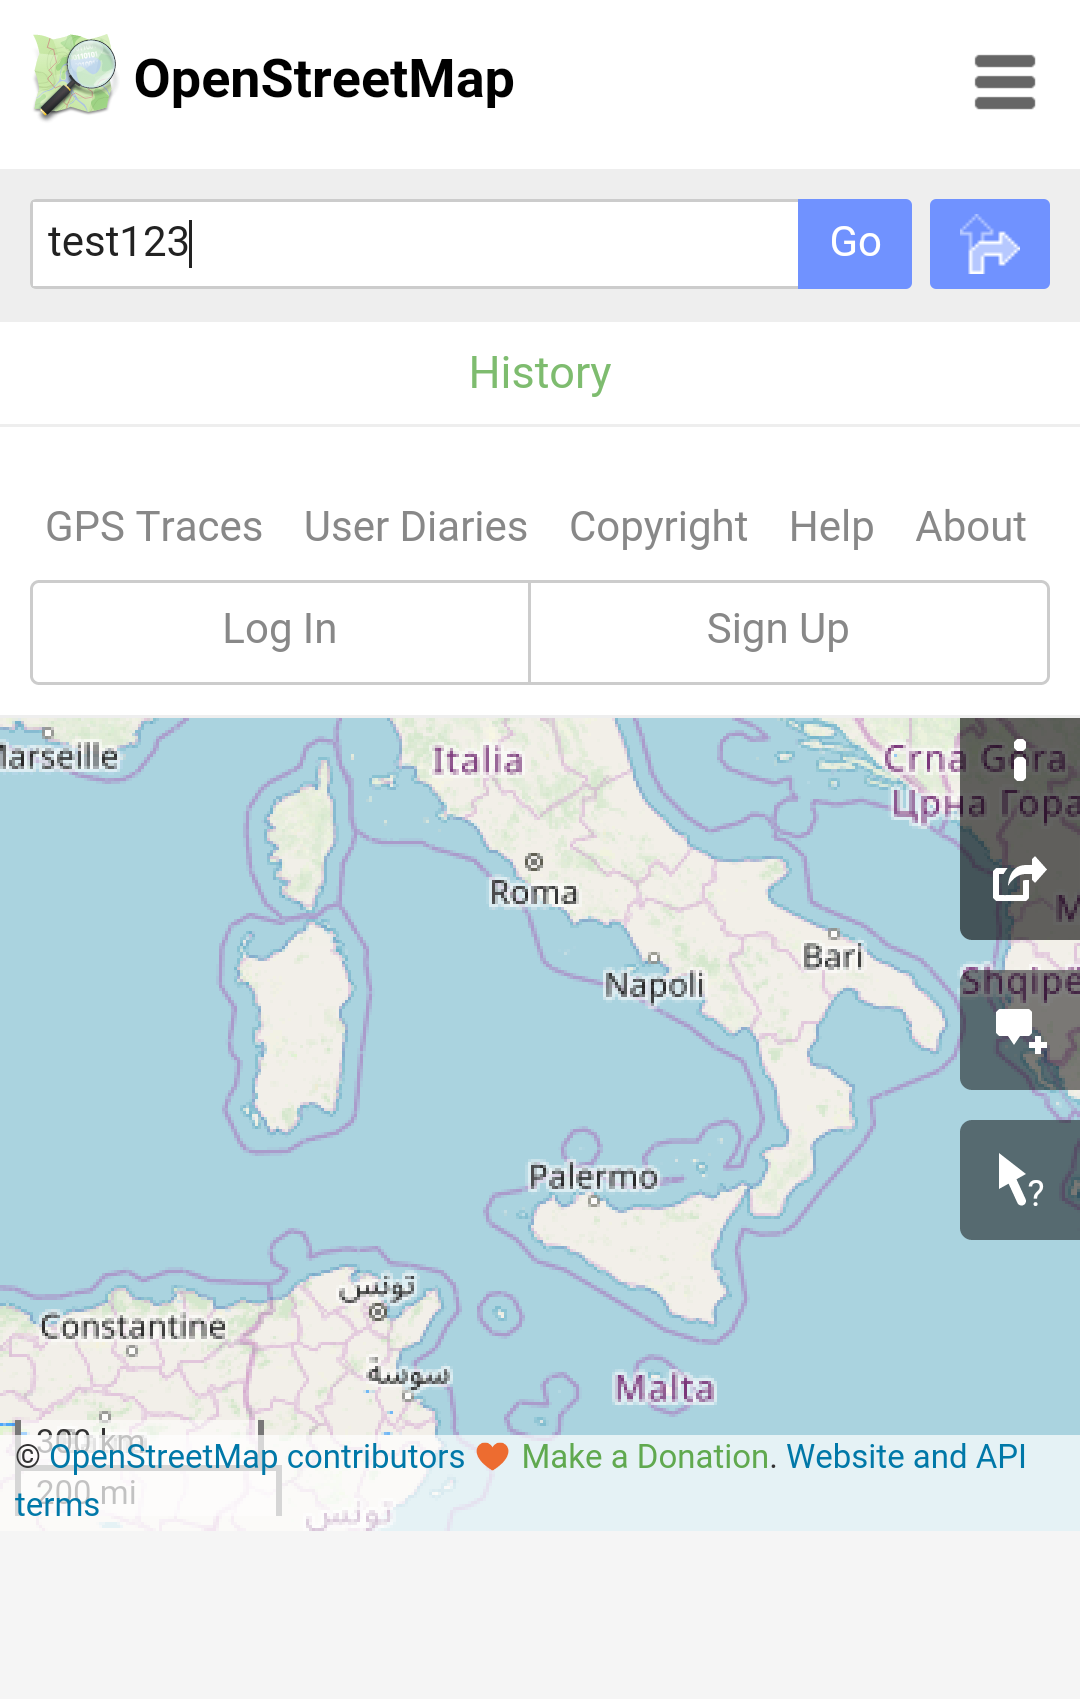 OpenStreetMap
test123
Go
History
GPS Traces User Diaries Copyright Help About
Log In Sign Up
Marseille
Italia
Crna Gora
Црна Гора
Roma
Bari
Napoli
Shqipë
Palermo
تونس
Constantine
سوسة
Malta
300 km
© OpenStreetMap contributors ♥ Make a Donation. Website and API
terms
200 mi
تونس